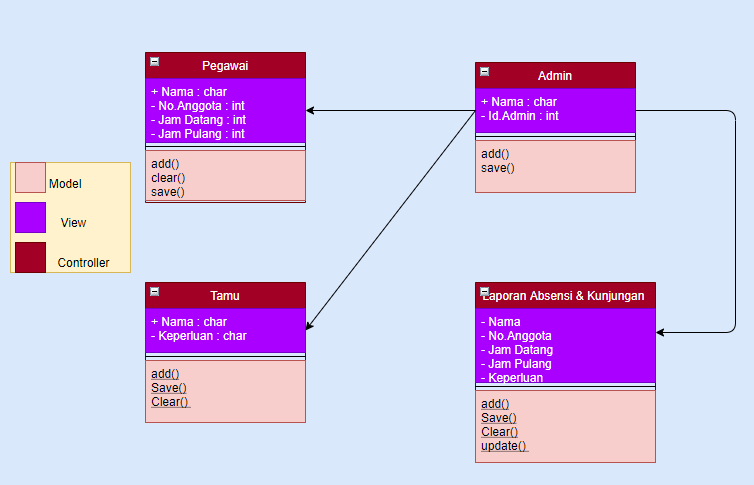 Pegawai
+ Nama : char
- No.Anggota : int
- Jam Datang : int
- Jam Pulang : int
add()
clear()
save()
Admin
+ Nama : char
- Id.Admin : int
add()
save()
Model
View
Controller
Tamu
+ Nama : char
- Keperluan : char
add()
Save()
Clear()
Laporan Absensi & Kunjungan
- Nama
- No.Anggota
- Jam Datang
- Jam Pulang
- Keperluan
add()
Save()
Clear()
update()